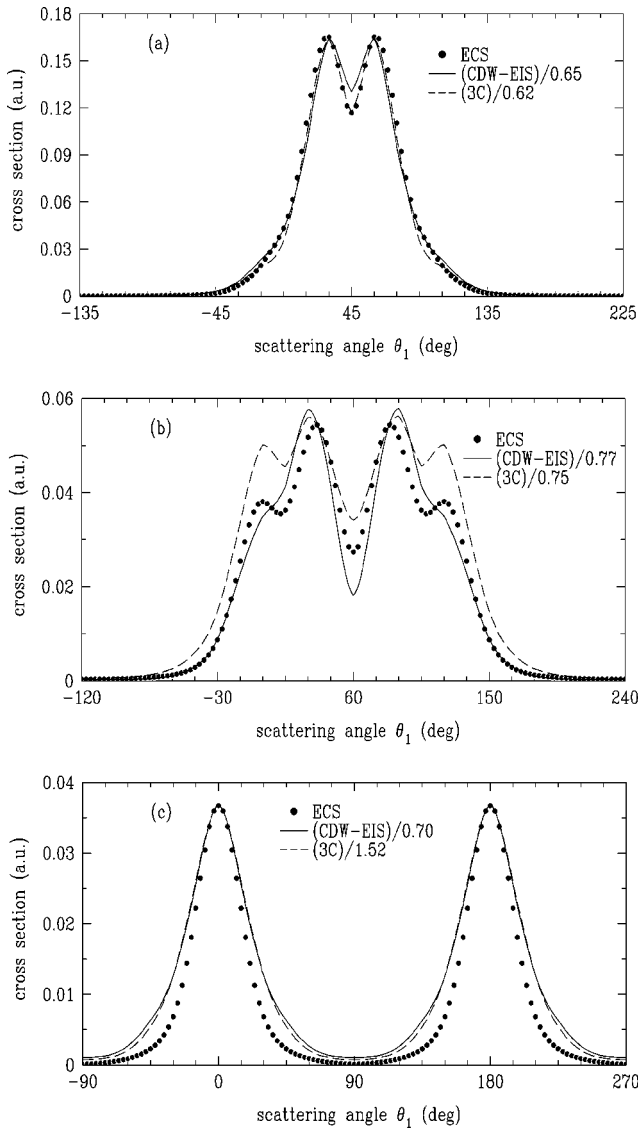 0.18
0.15
0.12
0.09
0.06
0.03
0
cross section (a.u.)
(a)
ECS
(CDW-EIS)/0.65
(3C)/0.62
-135
-45
45
135
225
scattering angle θ1 (deg)
0.06
0.04
0.02
0
cross section (a.u.)
(b)
ECS
(CDW-EIS)/0.77
(3C)/0.75
-120
-30
60
150
240
scattering angle θ1 (deg)
0.04
0.03
0.02
0.01
0
cross section (a.u.)
(c)
ECS
(CDW-EIS)/0.70
(3C)/1.52
-90
0
90
180
270
scattering angle θ1 (deg)